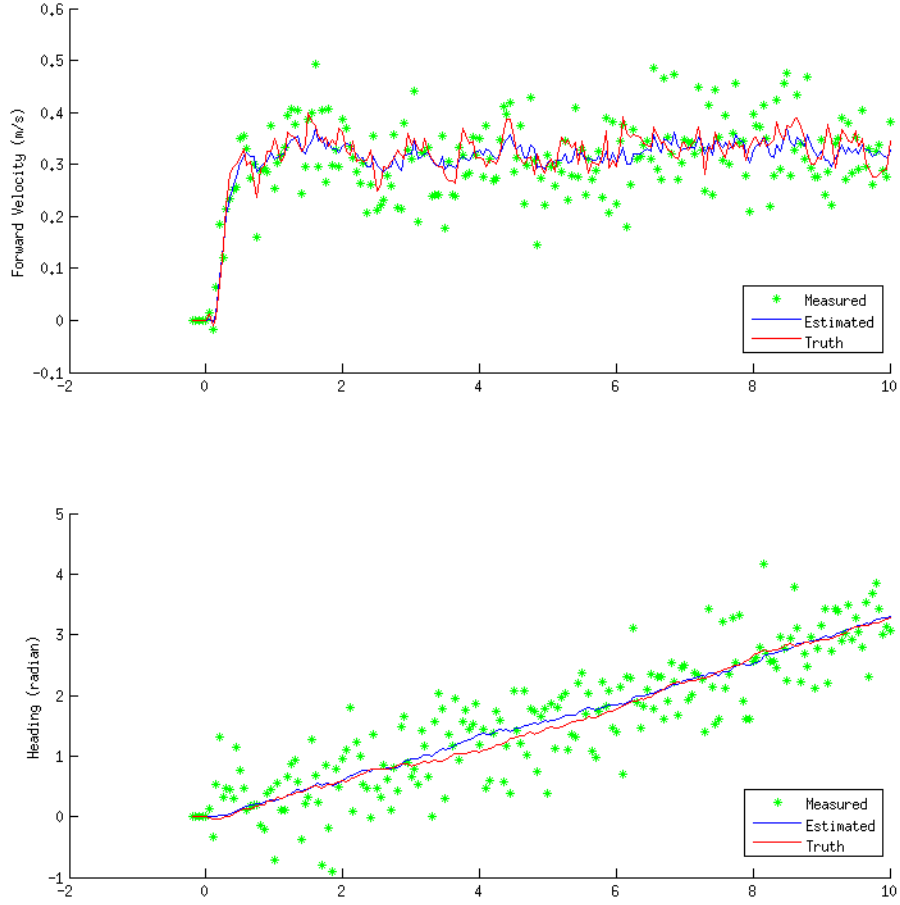 0.6
0.5
0.4
0.3
0.2
0.1
0
-0.1
Forward Velocity (m/s)
Measured
Estimated
Truth
-2 0 2 4 6 8 10
5
4
3
2
1
0
-1
Heading (radian)
Measured
Estimated
Truth
-2 0 2 4 6 8 10